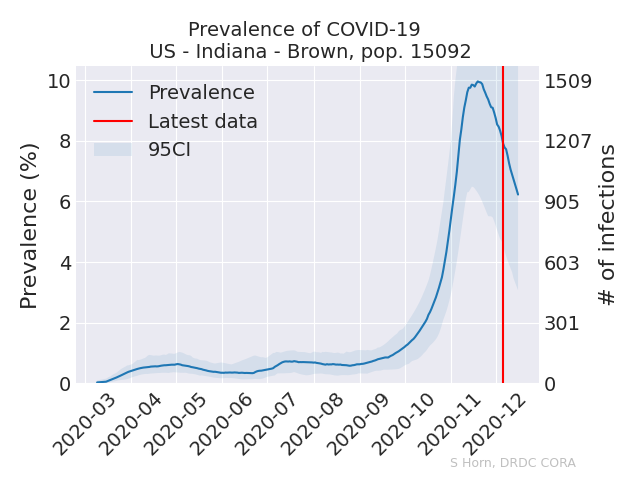 Prevalence of COVID-19
US - Indiana - Brown, pop. 15092
Prevalence
Latest data
95CI
Prevalence (%)
10
8
6
4
2
0
1509
1207
905
603
301
0
# of infections
2020-03
2020-04
2020-05
2020-06
2020-07
2020-08
2020-09
2020-10
2020-11
2020-12
S Horn, DRDC CORA